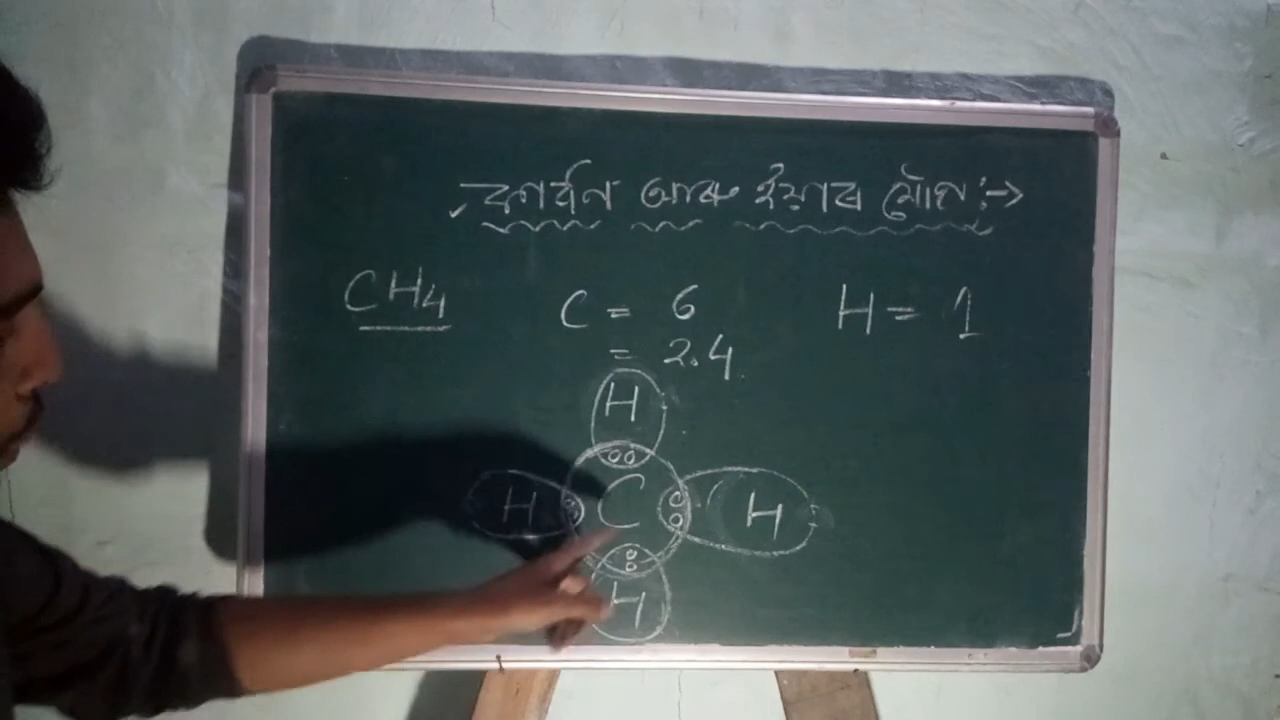 কাৰ্বন আৰু ইয়াৰ যৌগ :→
CH4 C = 6 H = 1
= 2.4
H
H C H
H